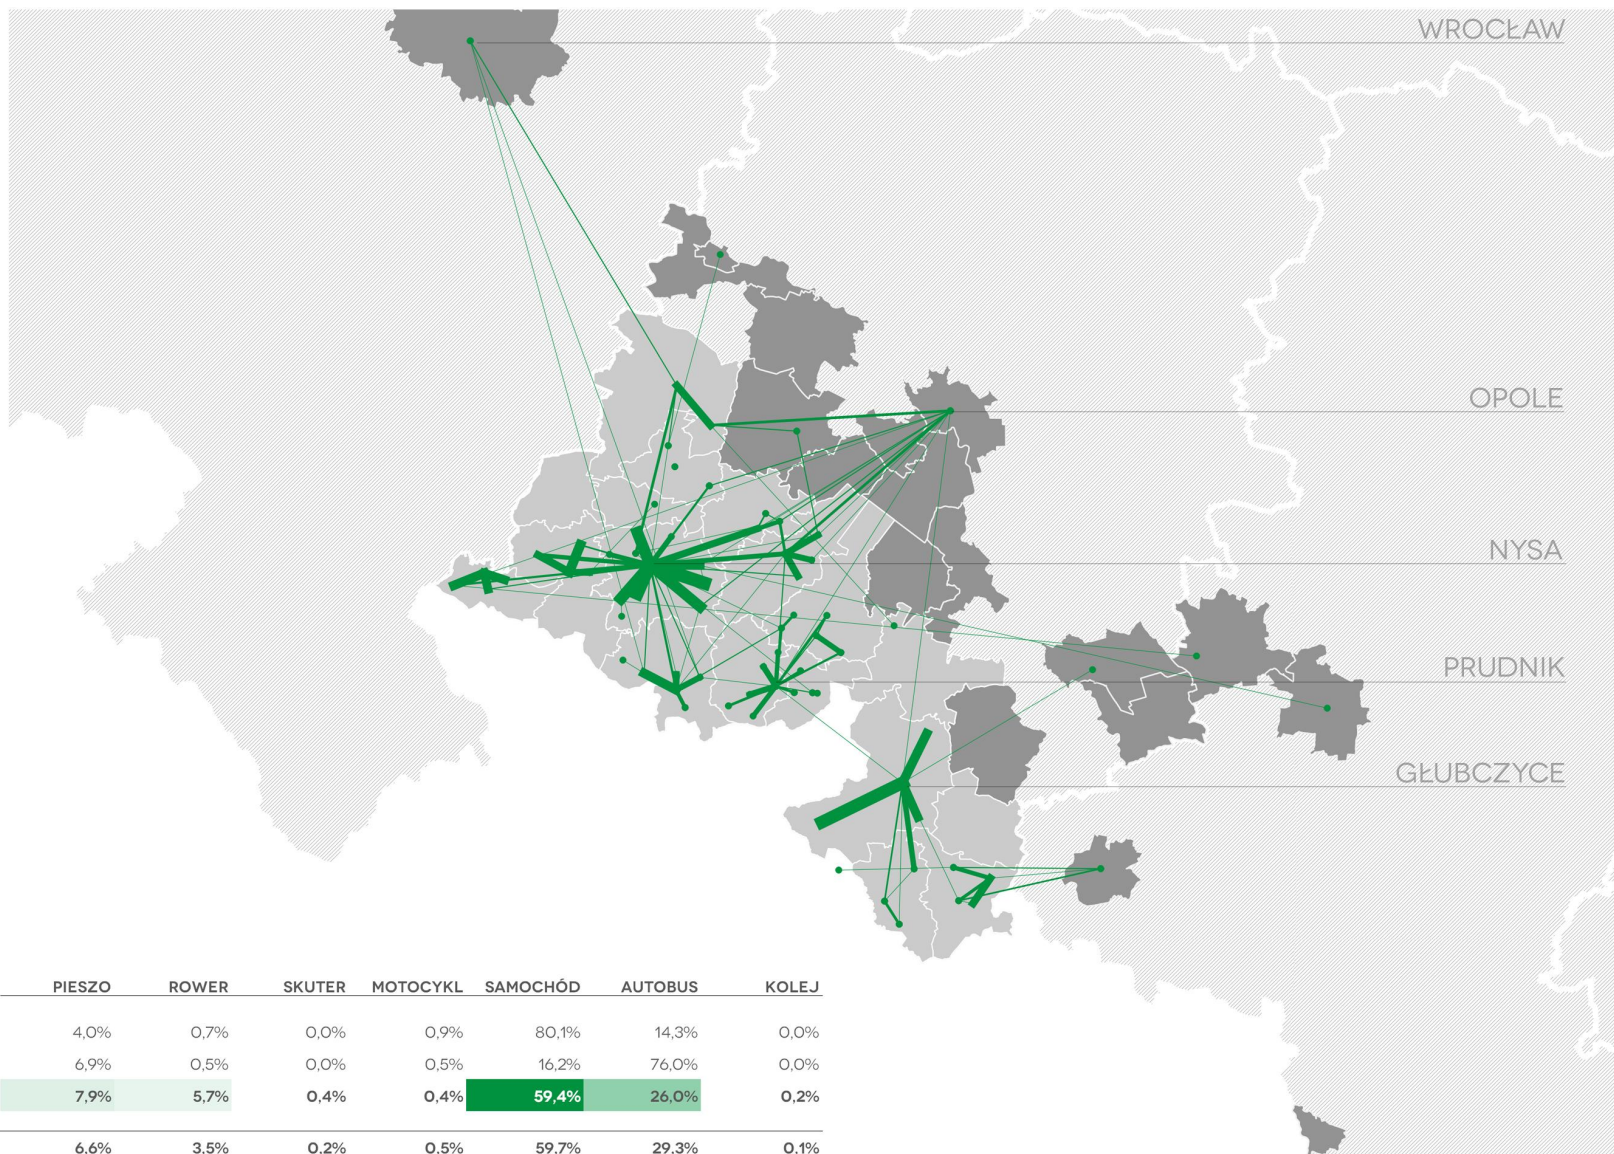 WROCŁAW
OPOLE
NYSA
PRUDNIK
GŁUBCZYCE
PIESZO ROWER SKUTER MOTOCYKL SAMOCHÓD AUTOBUS KOLEJ
4,0% 0,7% 0,0% 0,9% 80,1% 14,3% 0,0%
6,9% 0,5% 0,0% 0,5% 16,2% 76,0% 0,0%
7,9% 5,7% 0,4% 0,4% 59,4% 26,0% 0,2%
6,6% 3,5% 0,2% 0,5% 59,7% 29,3% 0,1%